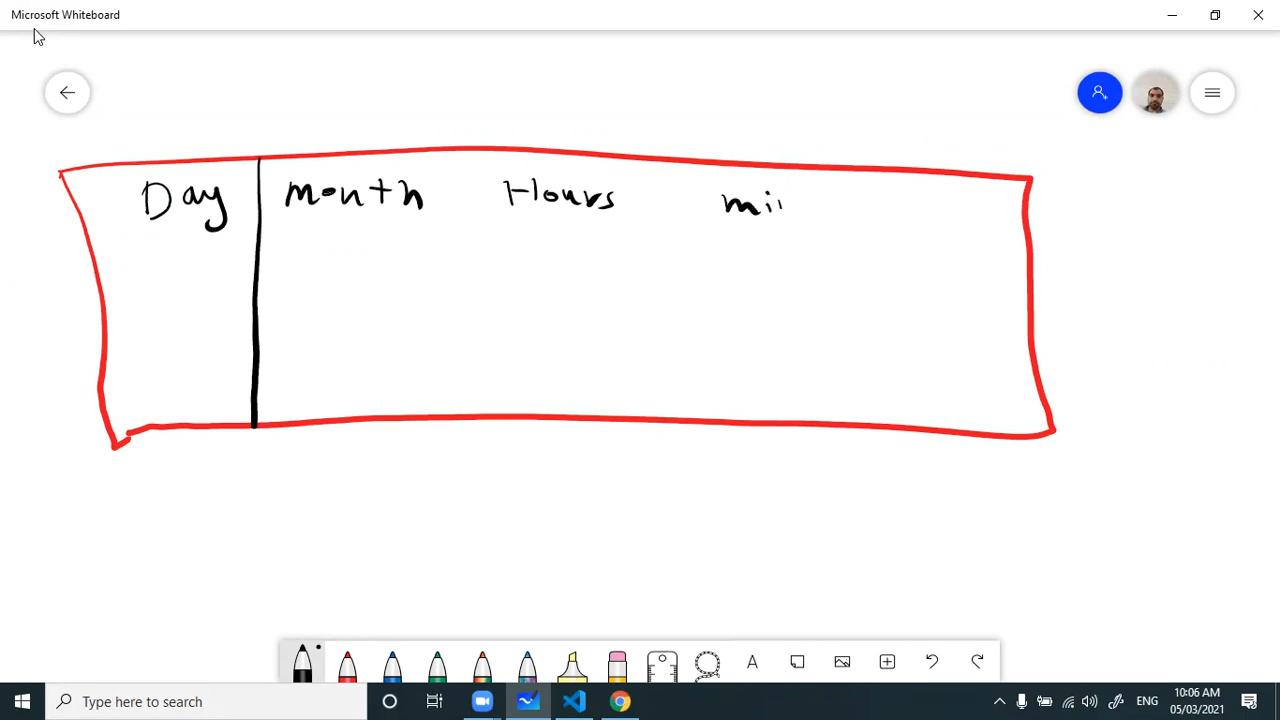 Microsoft Whiteboard
Day month Hours
Type here to search
ENG
10:06 AM
05/03/2021